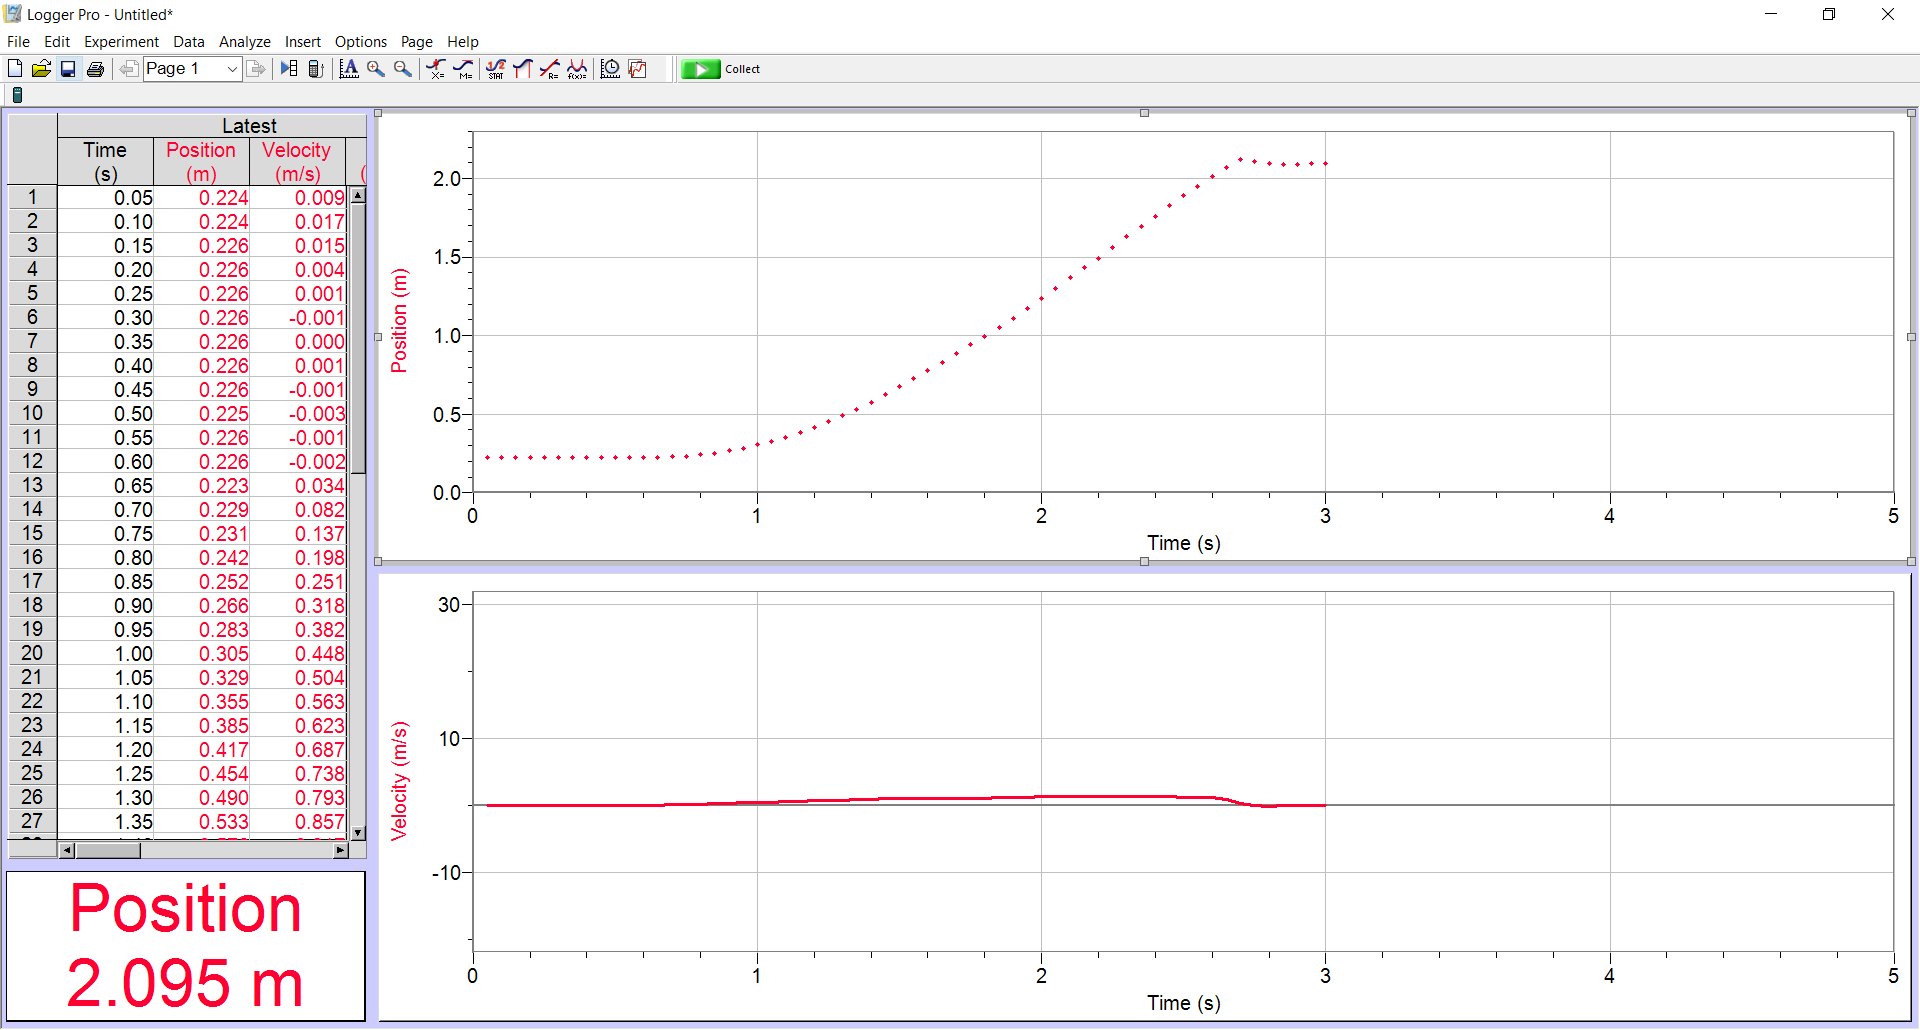 Logger Pro - Untitled*
File Edit Experiment Data Analyze Insert Options Page Help
Page 1 X= M= STAT R= f(x)= Collect
Latest
Time Position Velocity
(s) (m) (m/s) (
1 0.05 0.224 0.009
2 0.10 0.224 0.017
3 0.15 0.226 0.015
4 0.20 0.226 0.004
5 0.25 0.226 0.001
6 0.30 0.226 -0.001
7 0.35 0.226 0.000
8 0.40 0.226 0.001
9 0.45 0.226 -0.001
10 0.50 0.225 -0.003
11 0.55 0.226 -0.001
12 0.60 0.226 -0.002
13 0.65 0.223 0.034
14 0.70 0.229 0.082
15 0.75 0.231 0.137
16 0.80 0.242 0.198
17 0.85 0.252 0.251
18 0.90 0.266 0.318
19 0.95 0.283 0.382
20 1.00 0.305 0.448
21 1.05 0.329 0.504
22 1.10 0.355 0.563
23 1.15 0.385 0.623
24 1.20 0.417 0.687
25 1.25 0.454 0.738
26 1.30 0.490 0.793
27 1.35 0.533 0.857
Position
2.095 m
Position (m)
2.0
1.5
1.0
0.5
0.0
0 1 2 3 4 5
Time (s)
Velocity (m/s)
30
10
-10
0 1 2 3 4 5
Time (s)